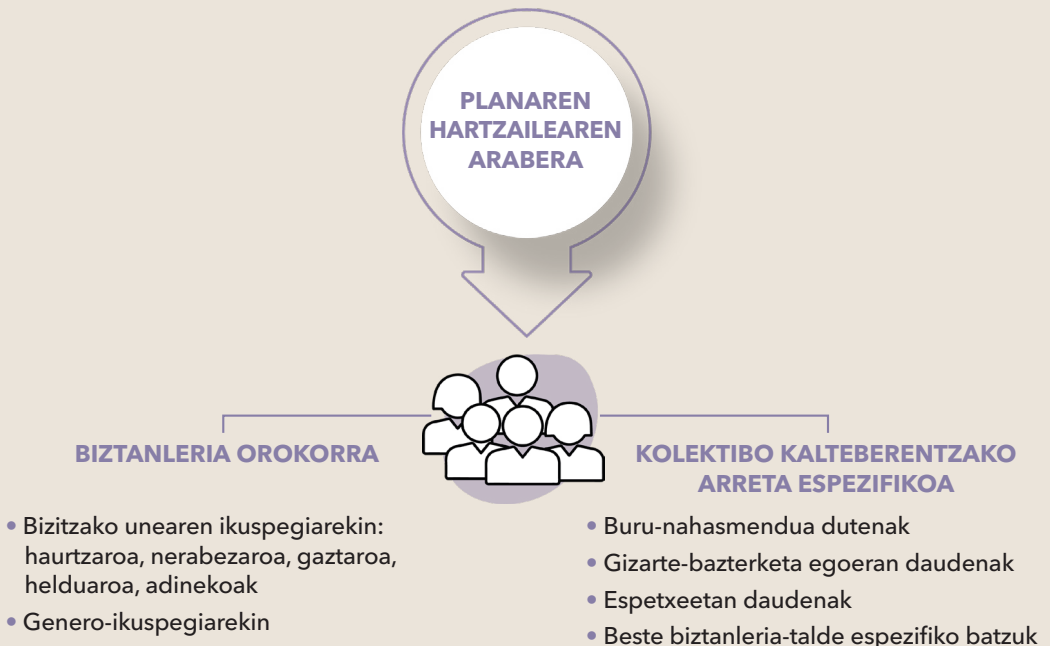 PLANAREN
HARTZAILEAREN
ARABERA
BIZTANLERIA OROKORRA
• Bizitzako unearen ikuspegiarekin:
haurtzaroa, nerabezaroa, gaztaroa,
helduaroa, adinekoak
• Genero-ikuspegiarekin
KOLEKTIBO KALTEBERENTZAKO
ARRETA ESPEZIFIKOA
• Buru-nahasmendua dutenak
• Gizarte-bazterketa egoeran daudenak
• Espetxeetan daudenak
• Beste biztanleria-talde espezifiko batzuk